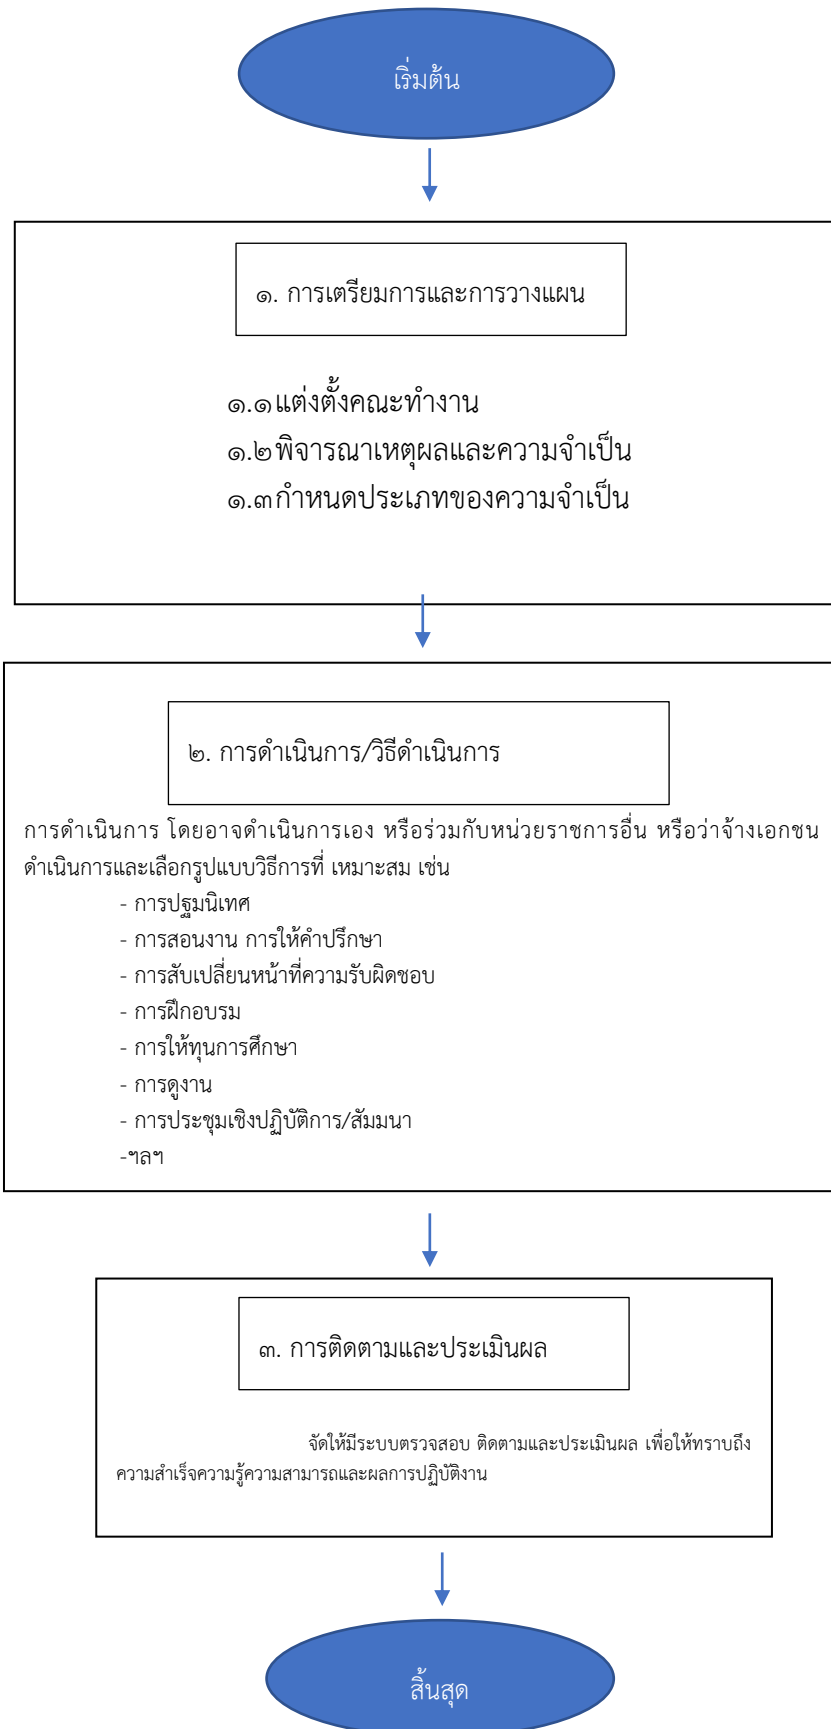 เริ่มต้น
๑. การเตรียมการและการวางแผน
๑.๑แต่งตั้งคณะทำงาน
๑.๒พิจารณาเหตุผลและความจำเป็น
๑.๓กำหนดประเภทของความจำเป็น
๒. การดำเนินการ/วิธีดำเนินการ
การดำเนินการ โดยอาจดำเนินการเอง หรือร่วมกับหน่วยราชการอื่น หรือว่าจ้างเอกชน
ดำเนินการและเลือกรูปแบบวิธีการที่ เหมาะสม เช่น
- การปฐมนิเทศ
- การสอนงาน การให้คำปรึกษา
- การสับเปลี่ยนหน้าที่ความรับผิดชอบ
- การฝึกอบรม
- การให้ทุนการศึกษา
- การดูงาน
- การประชุมเชิงปฏิบัติการ/สัมมนา
-ฯลฯ
๓. การติดตามและประเมินผล
จัดให้มีระบบตรวจสอบ ติดตามและประเมินผล เพื่อให้ทราบถึง
ความสำเร็จความรู้ความสามารถและผลการปฏิบัติงาน
สิ้นสุด